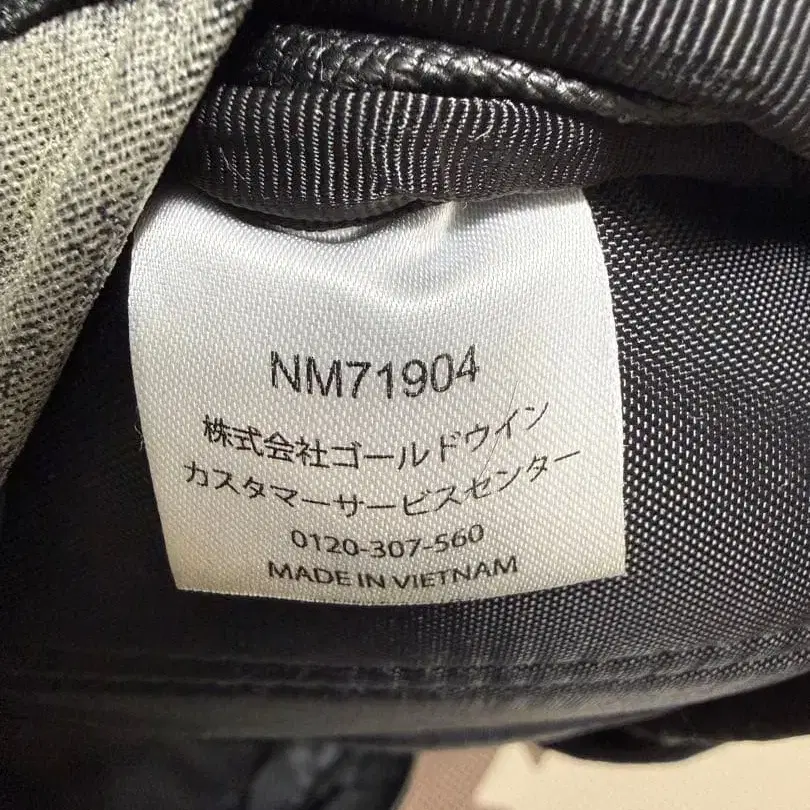 NM71904
株式会社ゴールドウイン
カスタマーサービスセンター
0120-307-560
MADE IN VIETNAM